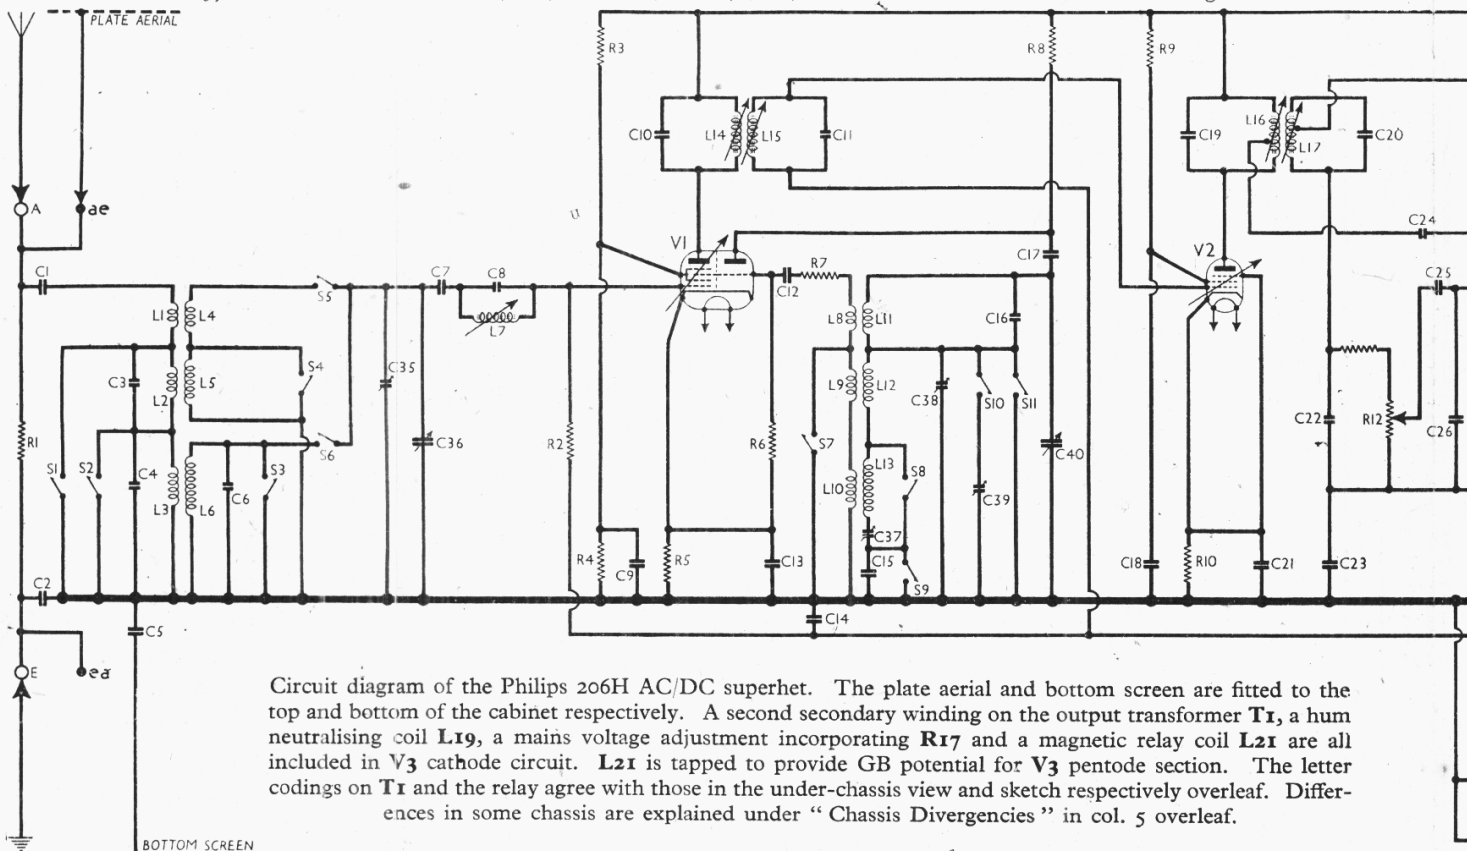 PLATE AERIAL
R3
R8
R9
C10
L14
L15
C11
C19
L16
L17
C20
A
ae
V1
C17
V2
C24
C1
S5
C7
C8
L7
C12
R7
C25
L1
L4
L8
L11
C16
C3
L2
L5
S4
C35
L9
L12
C38
S10
S11
R1
S1
S2
C4
L3
L6
C6
S3
S6
C36
R2
R6
S7
L10
L13
S8
C39
C40
C22
R12
C26
C37
R4
C9
R5
C13
C15
S9
C18
R10
C21
C23
C2
C5
C14
E
ea
Circuit diagram of the Philips 206H AC/DC superhet. The plate aerial and bottom screen are fitted to the
top and bottom of the cabinet respectively. A second secondary winding on the output transformer T1, a hum
neutralising coil L19, a mains voltage adjustment incorporating R17 and a magnetic relay coil L21 are all
included in V3 cathode circuit. L21 is tapped to provide GB potential for V3 pentode section. The letter
codings on T1 and the relay agree with those in the under-chassis view and sketch respectively overleaf. Differ-
ences in some chassis are explained under “ Chassis Divergencies ” in col. 5 overleaf.
BOTTOM SCREEN